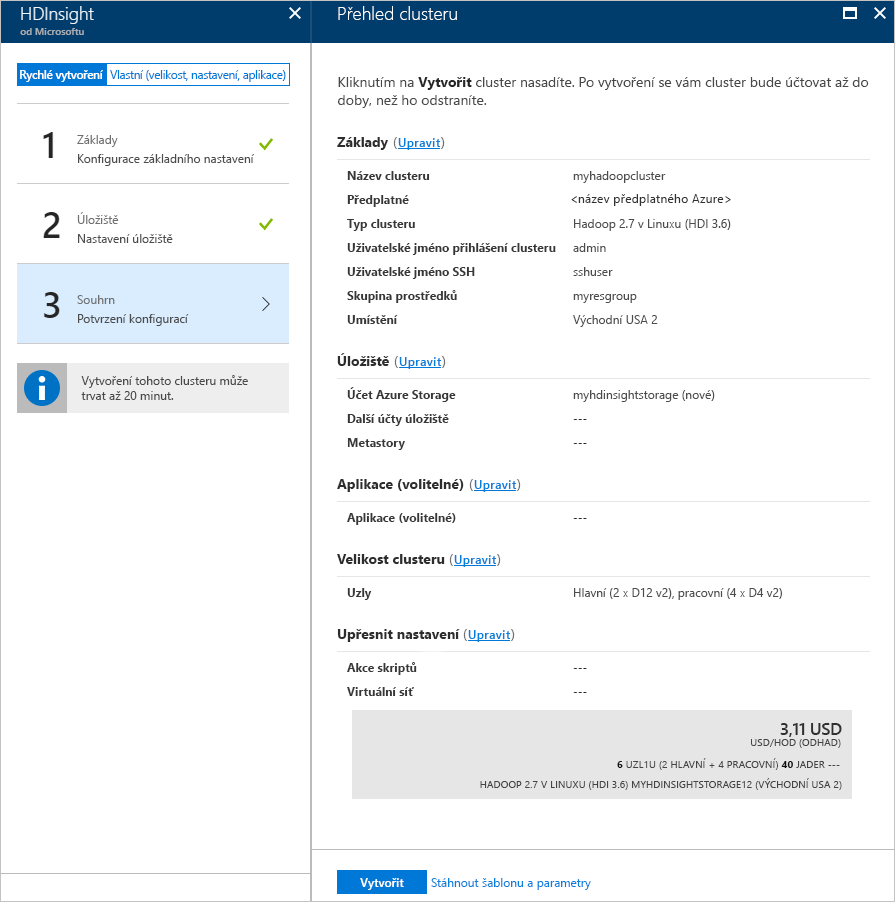 HDInsight
od Microsoftu
Rychlé vytvoření Vlastní (velikost, nastavení, aplikace)
1
Základy
Konfigurace základního nastavení
2
Úložiště
Nastavení úložiště
3
Souhrn
Potvrzení konfigurací
Vytvoření tohoto clusteru může
trvat až 20 minut.
Přehled clusteru
Kliknutím na Vytvořit cluster nasadíte. Po vytvoření se vám cluster bude účtovat až do
doby, než ho odstraníte.
Základy (Upravit)
Název clusteru myhadoopcluster
Předplatné <název předplatného Azure>
Typ clusteru Hadoop 2.7 v Linuxu (HDI 3.6)
Uživatelské jméno přihlášení clusteru admin
Uživatelské jméno SSH sshuser
Skupina prostředků myresgroup
Umístění Východní USA 2
Úložiště (Upravit)
Účet Azure Storage myhdinsightstorage (nové)
Další účty úložiště ---
Metastory ---
Aplikace (volitelné) (Upravit)
Aplikace (volitelné) ---
Velikost clusteru (Upravit)
Uzly Hlavní (2 x D12 v2), pracovní (4 x D4 v2)
Upřesnit nastavení (Upravit)
Akce skriptů ---
Virtuální síť ---
3,11 USD
USD/HOD (ODHAD)
6 UZL1U (2 HLAVNÍ + 4 PRACOVNÍ) 40 JADER ---
HADOOP 2.7 V LINUXU (HDI 3.6) MYHDINSIGHTSTORAGE12 (VÝCHODNÍ USA 2)
Vytvořit Stáhnout šablonu a parametry